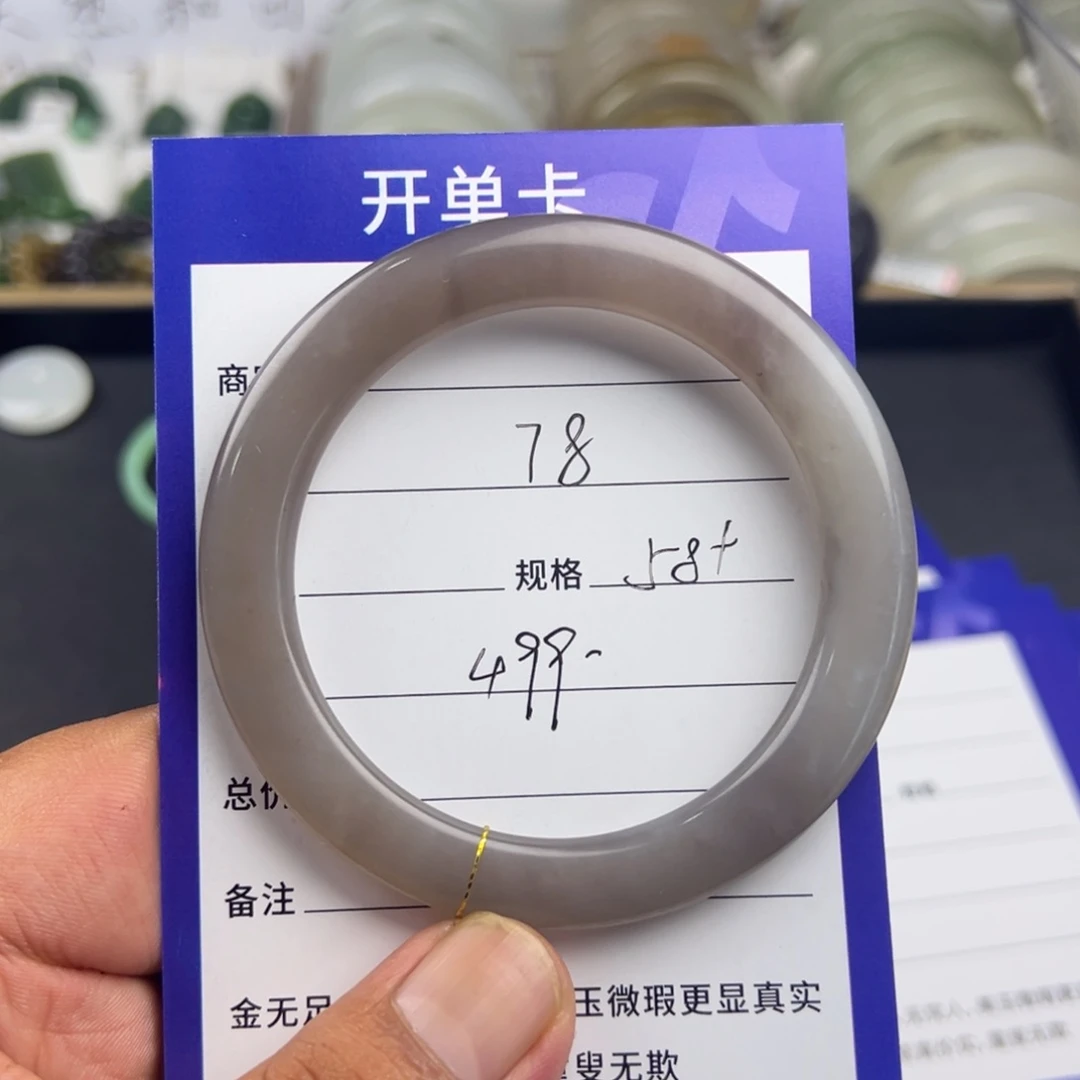 开单卡
商
78
规格 58+
499-
总价
备注
金无足 玉微瑕更显真实
叟无欺